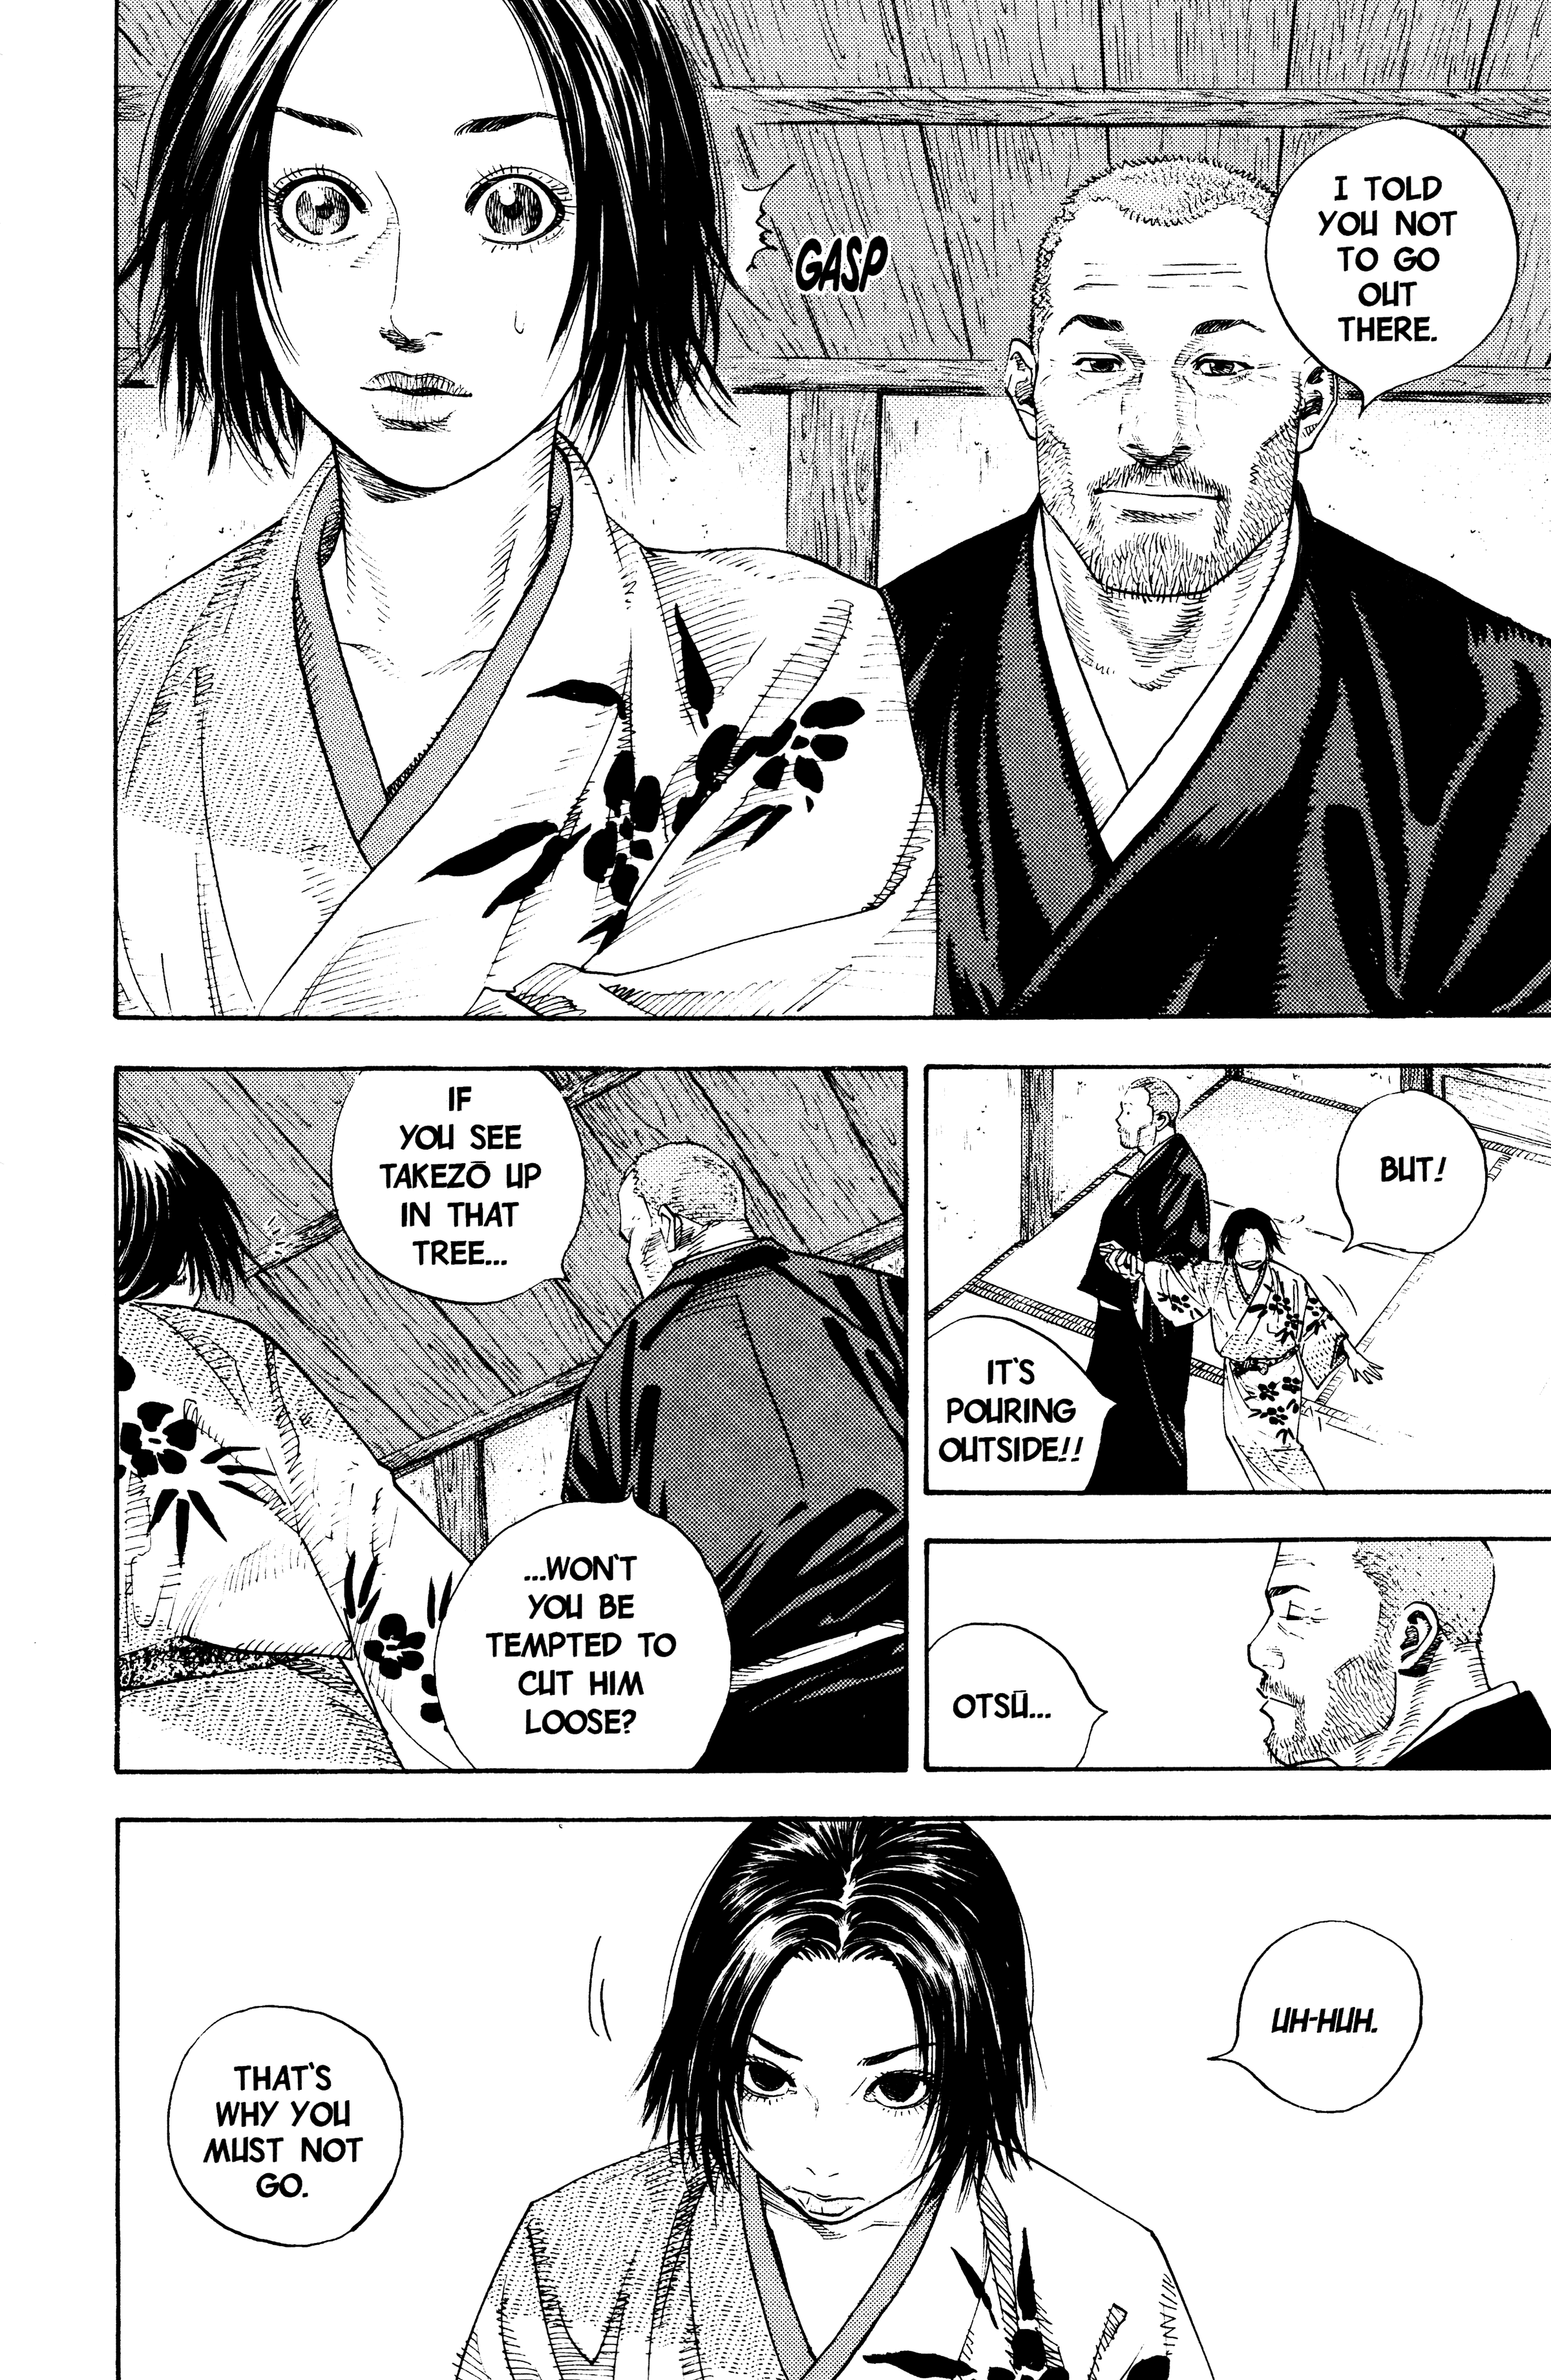 I TOLD
YOU NOT
TO GO
OUT
THERE.
GASP
BUT!
IT'S
POURING
OUTSIDE!!
OTSŪ...
IF
YOU SEE
TAKEZŌ UP
IN THAT
TREE...
...WON'T
YOU BE
TEMPTED TO
CUT HIM
LOOSE?
UH-HUH.
THAT'S
WHY YOU
MUST NOT
GO.